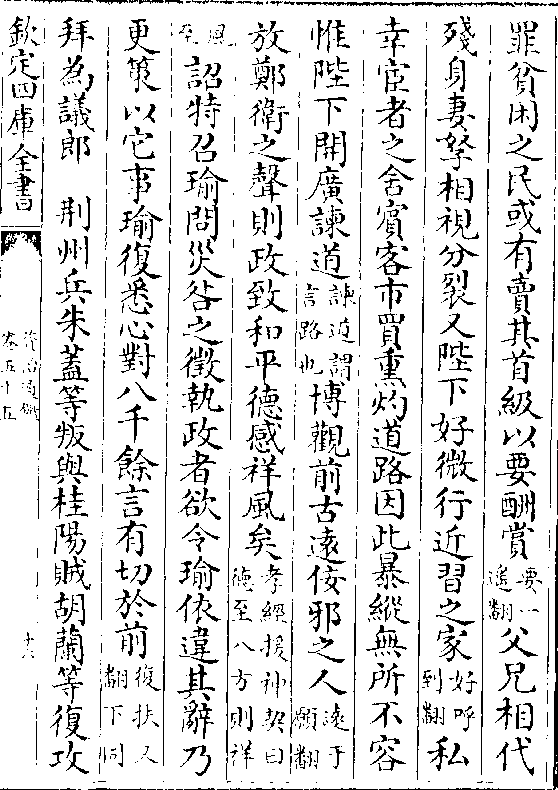 罪貧困之民或有賣其首級以要酬賞要一遥翻父兄相代
殘身妻孥相視分裂又陛下好微行近習之家好呼到翻私
幸宦者之舍賓客市買熏灼道路因此暴縱無所不容
惟陛下開廣諫道諫道謂言路也博觀前古遠佞邪之人遠于願翻
放鄭衛之聲則政致和平德感祥風矣孝經援神契曰德至八方則祥
風至詔特召瑜問災咎之徵執政者欲令瑜依違其辭乃
更策以它事瑜復悉心對八千餘言有切於前復扶又翻下同
拜為議郎　荆州兵朱蓋等叛與桂陽賊胡蘭等復攻
欽定四庫全書
資治通鑑
卷五十五
十六